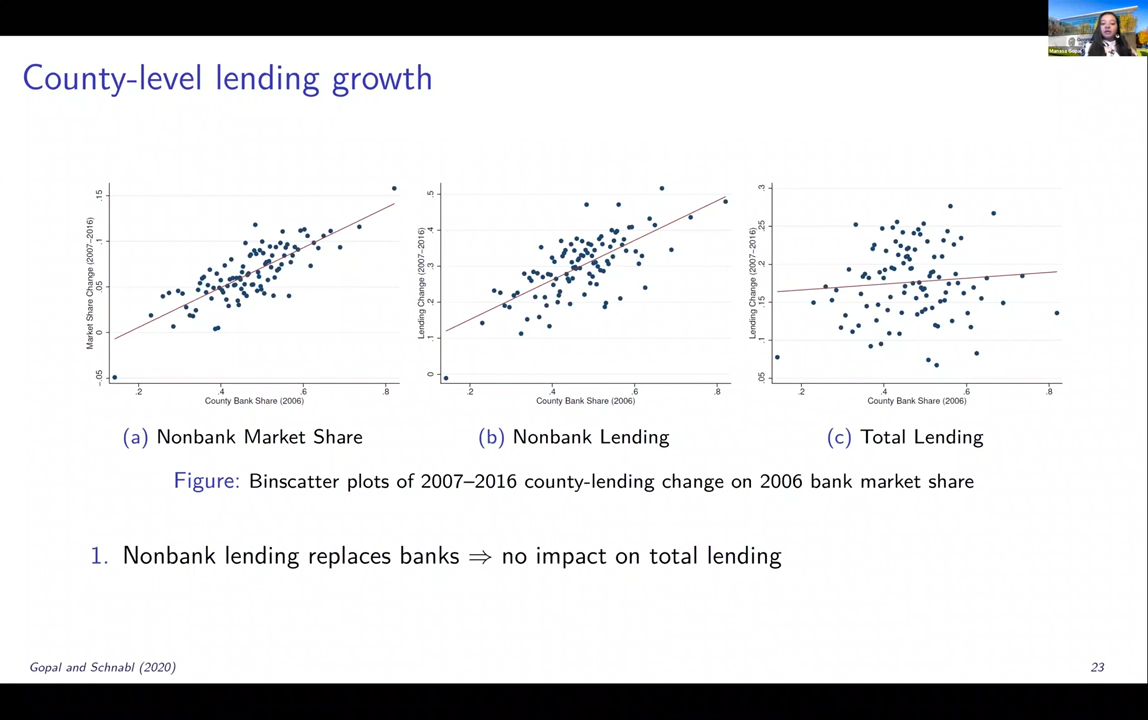 County-level lending growth
Market Share Change (2007-2016)
.15
.1
.05
0
-.05
.2 .4 .6 .8
County Bank Share (2006)
(a) Nonbank Market Share
Lending Change (2007-2016)
.5
.4
.3
.2
.1
0
.2 .4 .6 .8
County Bank Share (2006)
(b) Nonbank Lending
Lending Change (2007-2016)
.3
.25
.2
.15
.1
.05
.2 .4 .6 .8
County Bank Share (2006)
(c) Total Lending
Figure: Binscatter plots of 2007–2016 county-lending change on 2006 bank market share
1. Nonbank lending replaces banks ⇒ no impact on total lending
Gopal and Schnabl (2020)
23